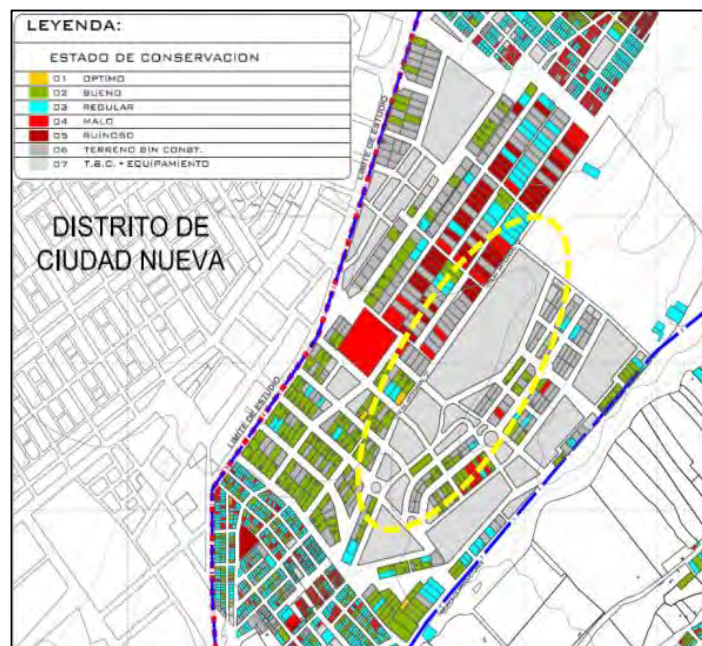 LEYENDA:
ESTADO DE CONSERVACION
01 OPTIMO
02 BUENO
03 REGULAR
04 MALO
05 RUINOSO
06 TERRENO SIN CONST.
07 T.S.C. + EQUIPAMIENTO
DISTRITO DE
CIUDAD NUEVA
LIMITE DE ESTUDIO
LIMITE DE ESTUDIO